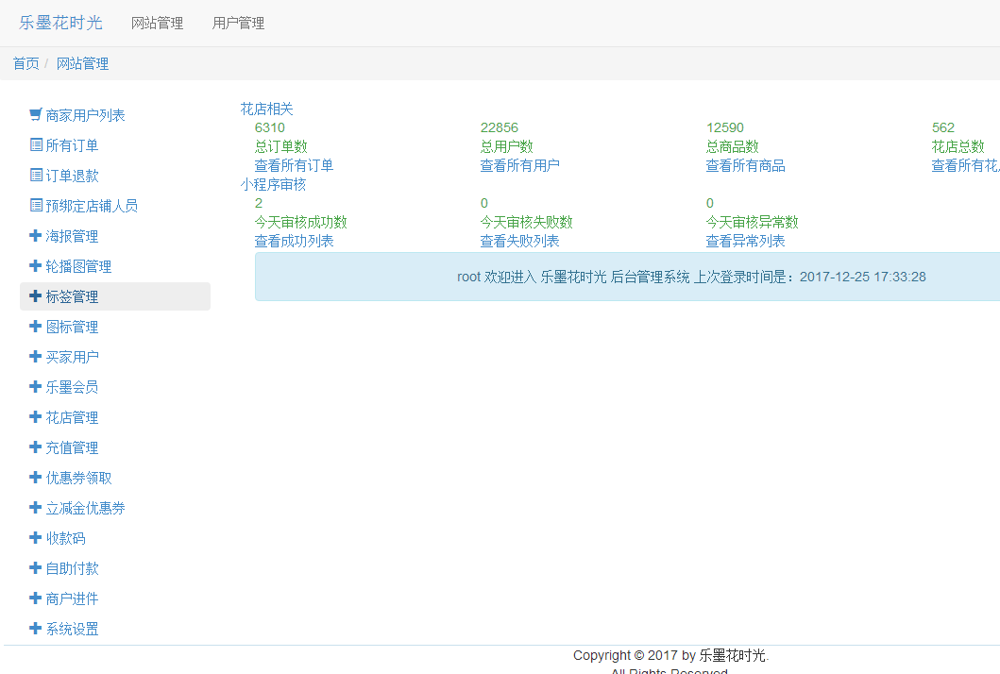 乐墨花时光 网站管理 用户管理
首页 / 网站管理
商家用户列表
所有订单
订单退款
预绑定店铺人员
海报管理
轮播图管理
标签管理
图标管理
买家用户
乐墨会员
花店管理
充值管理
优惠券领取
立减金优惠券
收款码
自助付款
商户进件
系统设置
花店相关
6310 22856 12590 562
总订单数 总用户数 总商品数 花店总数
查看所有订单 查看所有用户 查看所有商品 查看所有花
小程序审核
2 0 0
今天审核成功数 今天审核失败数 今天审核异常数
查看成功列表 查看失败列表 查看异常列表
root 欢迎进入 乐墨花时光 后台管理系统 上次登录时间是：2017-12-25 17:33:28
Copyright © 2017 by 乐墨花时光.
All Rights Reserved